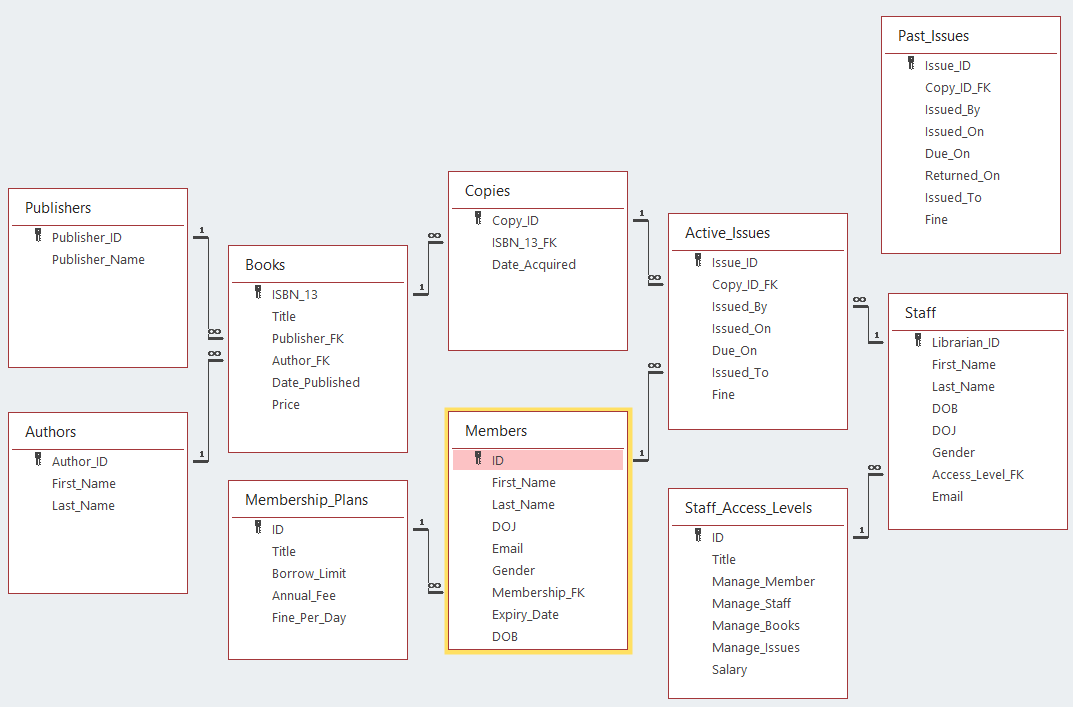 Past_Issues
Issue_ID
Copy_ID_FK
Issued_By
Issued_On
Due_On
Returned_On
Issued_To
Fine
Publishers
Publisher_ID
Publisher_Name
1
∞
Books
ISBN_13
Title
Publisher_FK
Author_FK
Date_Published
Price
∞
1
Authors
Author_ID
First_Name
Last_Name
Copies
Copy_ID
ISBN_13_FK
Date_Acquired
∞
1
1
∞
Active_Issues
Issue_ID
Copy_ID_FK
Issued_By
Issued_On
Due_On
Issued_To
Fine
∞
1
Staff
Librarian_ID
First_Name
Last_Name
DOB
DOJ
Gender
Access_Level_FK
Email
Membership_Plans
ID
Title
Borrow_Limit
Annual_Fee
Fine_Per_Day
1
∞
Members
ID
First_Name
Last_Name
DOJ
Email
Gender
Membership_FK
Expiry_Date
DOB
∞
1
Staff_Access_Levels
ID
Title
Manage_Member
Manage_Staff
Manage_Books
Manage_Issues
Salary
∞
1